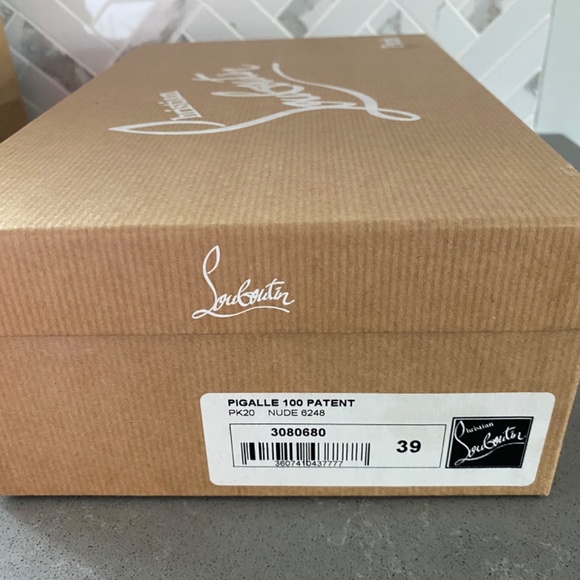 Christian
Louboutin
Louboutin
PIGALLE 100 PATENT
PK20 NUDE 6248
3080680
39
3607410437777
Christian
Louboutin